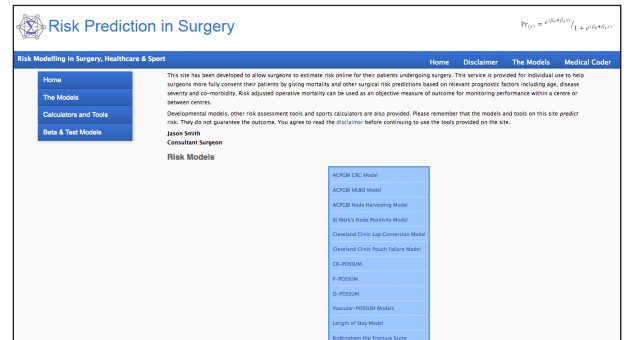 Risk Prediction in Surgery
Pr(y) = e^(β₀+β₁x) / 1 + e^(β₀+β₁x)
Risk Modelling in Surgery, Healthcare & Sport
Home Disclaimer The Models Medical Coder
Home
The Models
Calculators and Tools
Beta & Test Models
This site has been developed to allow surgeons to estimate risk online for their patients undergoing surgery. This service is provided for individual use to help
surgeons more fully consent their patients by giving mortality and other surgical risk predictions based on relevant prognostic factors including age, disease
severity and co-morbidity. Risk adjusted operative mortality can be used as an objective measure of outcome for monitoring performance within a centre or
between centres.
Developmental models, other risk assessment tools and sports calculators are also provided. Please remember that the models and tools on this site predict
risk. They do not guarantee the outcome. You agree to read the disclaimer before continuing to use the tools provided on the site.
Jason Smith
Consultant Surgeon
Risk Models
ACPGBI CRC Model
ACPGBI MLBO Model
ACPGBI Node Harvesting Model
St Mark's Node Positivity Model
Cleveland Clinic Lap Conversion Model
Cleveland Clinic Pouch Failure Model
CR-POSSUM
P-POSSUM
O-POSSUM
Vascular-POSSUM Models
Length of Stay Model
Nottingham Hip Fracture Score